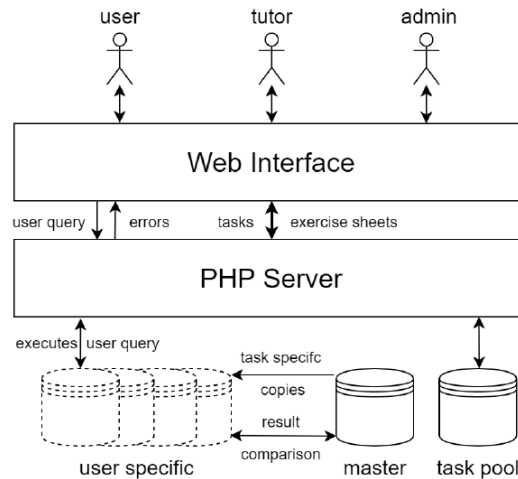 user tutor admin
Web Interface
user query errors tasks exercise sheets
PHP Server
executes user query
task specifc
copies
result
comparison
user specific master task pool